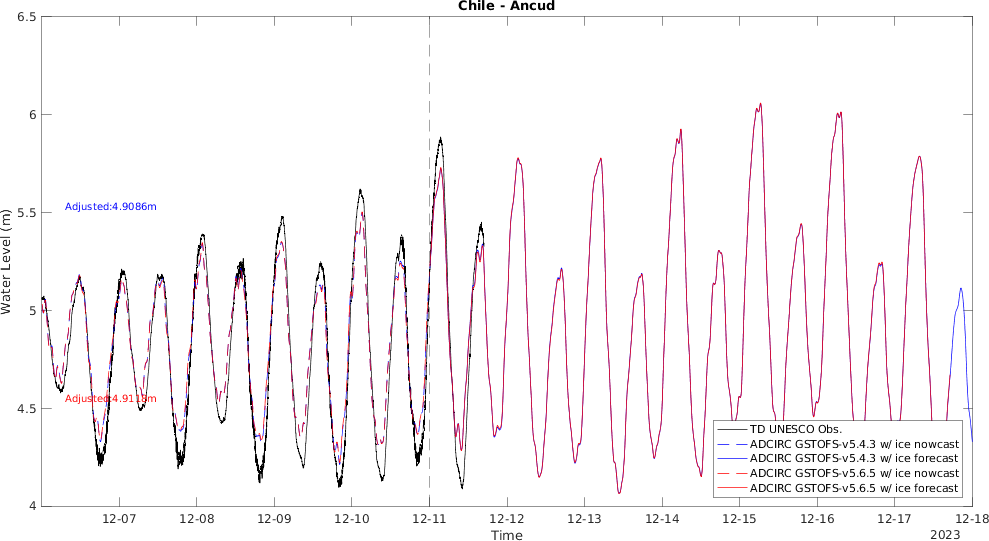 Chile - Ancud
6.5
6
5.5
5
4.5
4
Water Level (m)
Adjusted:4.9086m
Adjusted:4.9118m
TD UNESCO Obs.
ADCIRC GSTOFS-v5.4.3 w/ ice nowcast
ADCIRC GSTOFS-v5.4.3 w/ ice forecast
ADCIRC GSTOFS-v5.6.5 w/ ice nowcast
ADCIRC GSTOFS-v5.6.5 w/ ice forecast
12-07 12-08 12-09 12-10 12-11 12-12 12-13 12-14 12-15 12-16 12-17 12-18
Time 2023